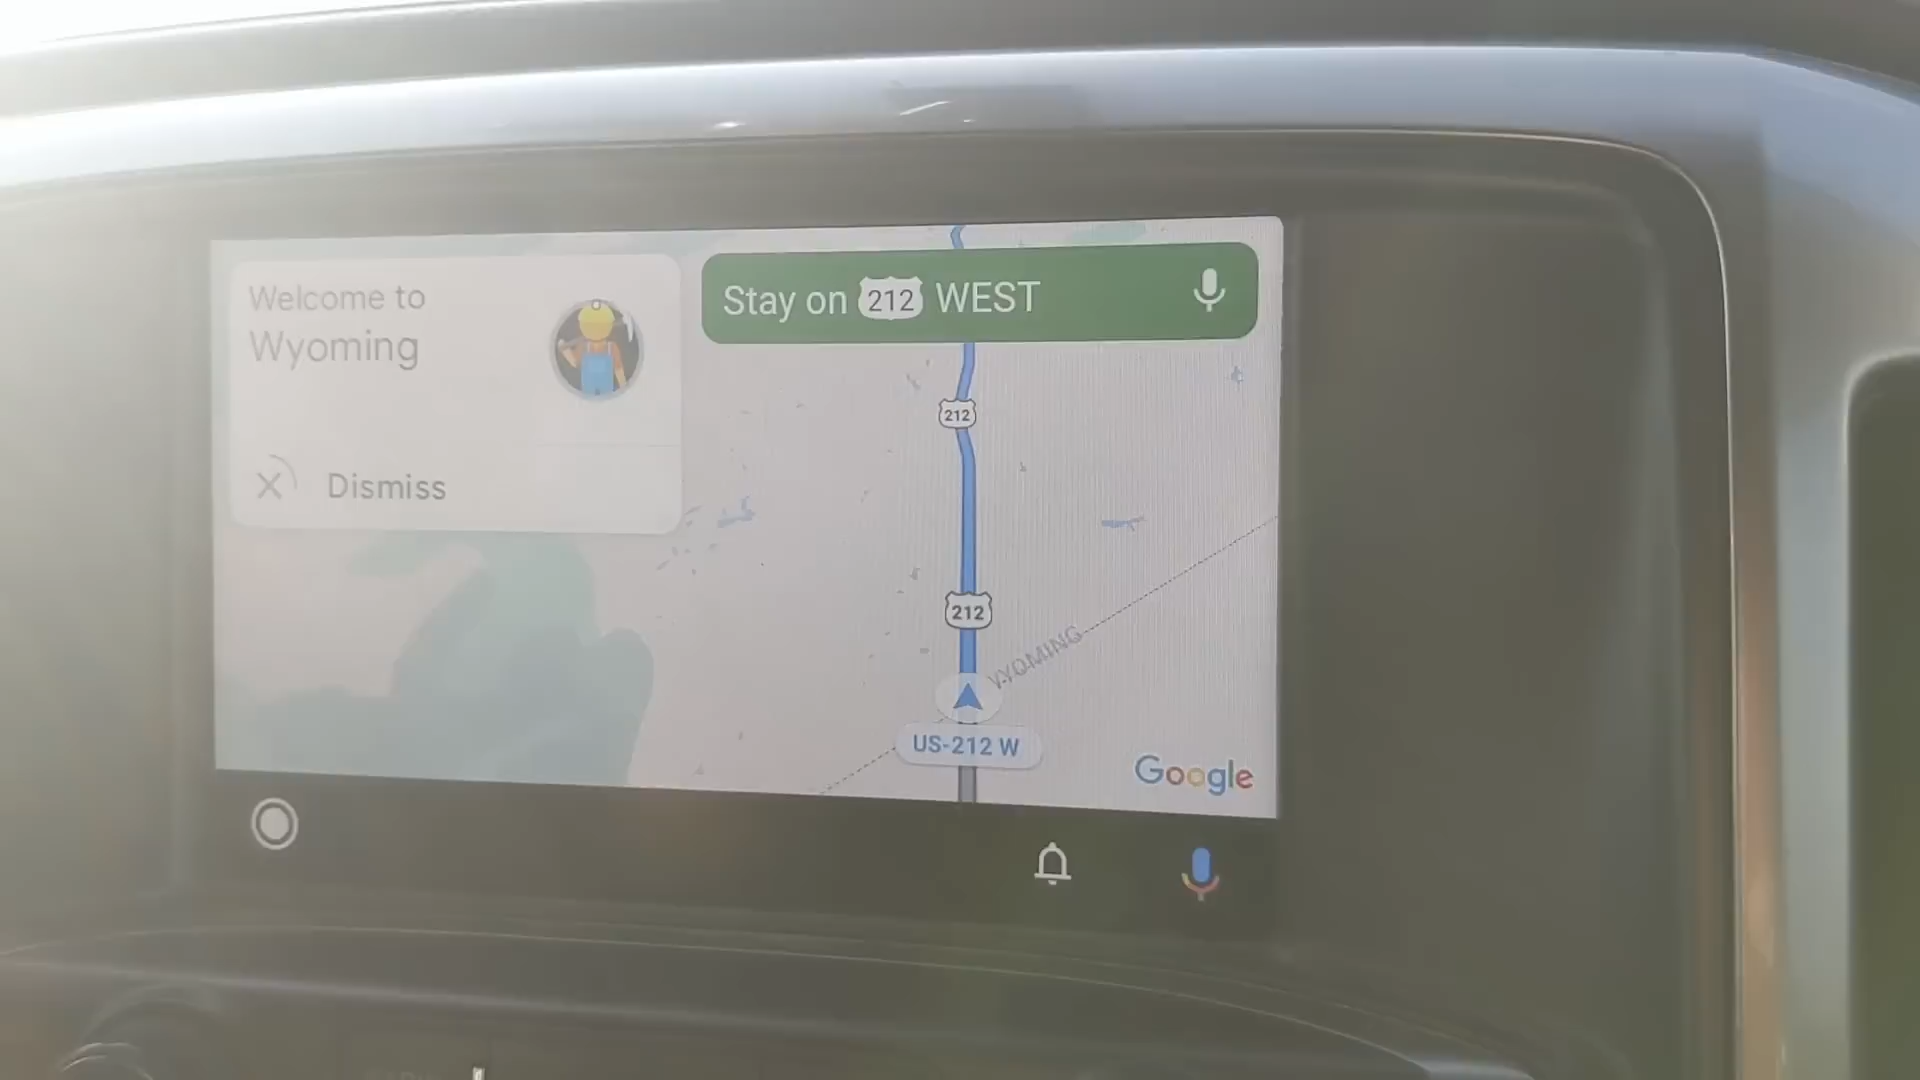 Welcome to
Wyoming
Dismiss
Stay on 212 WEST
212
212
WYOMING
US-212 W
Google